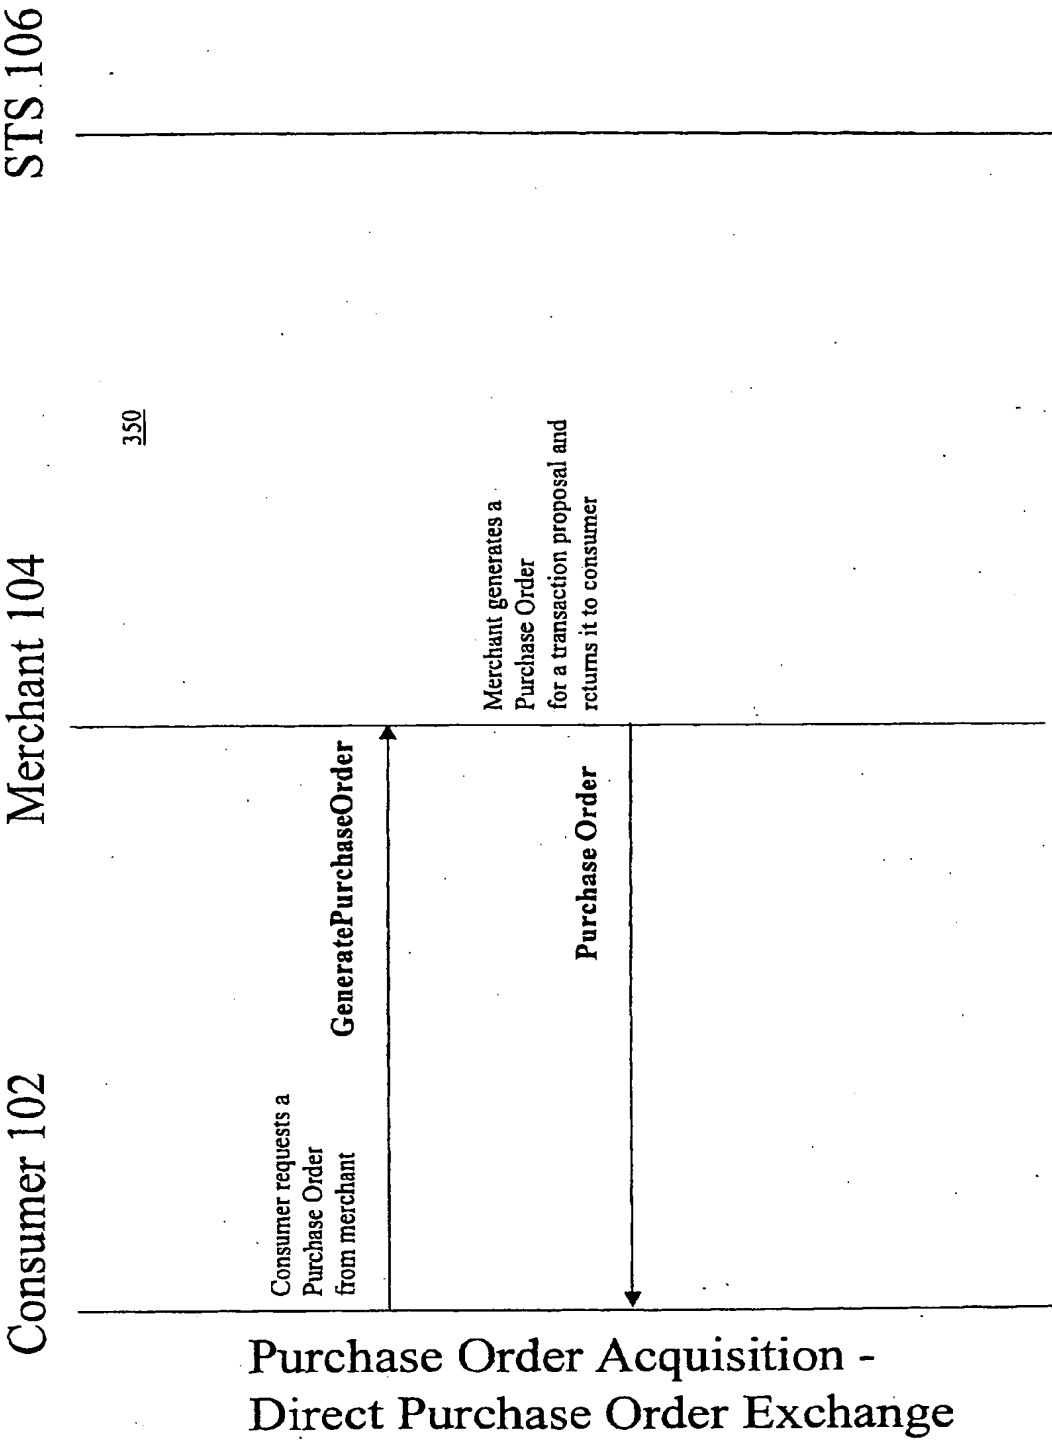 Consumer 102
Merchant 104
STS 106
350
Consumer requests a
Purchase Order
from merchant
GeneratePurchaseOrder
Merchant generates a
Purchase Order
for a transaction proposal and
returns it to consumer
Purchase Order
Purchase Order Acquisition -
Direct Purchase Order Exchange